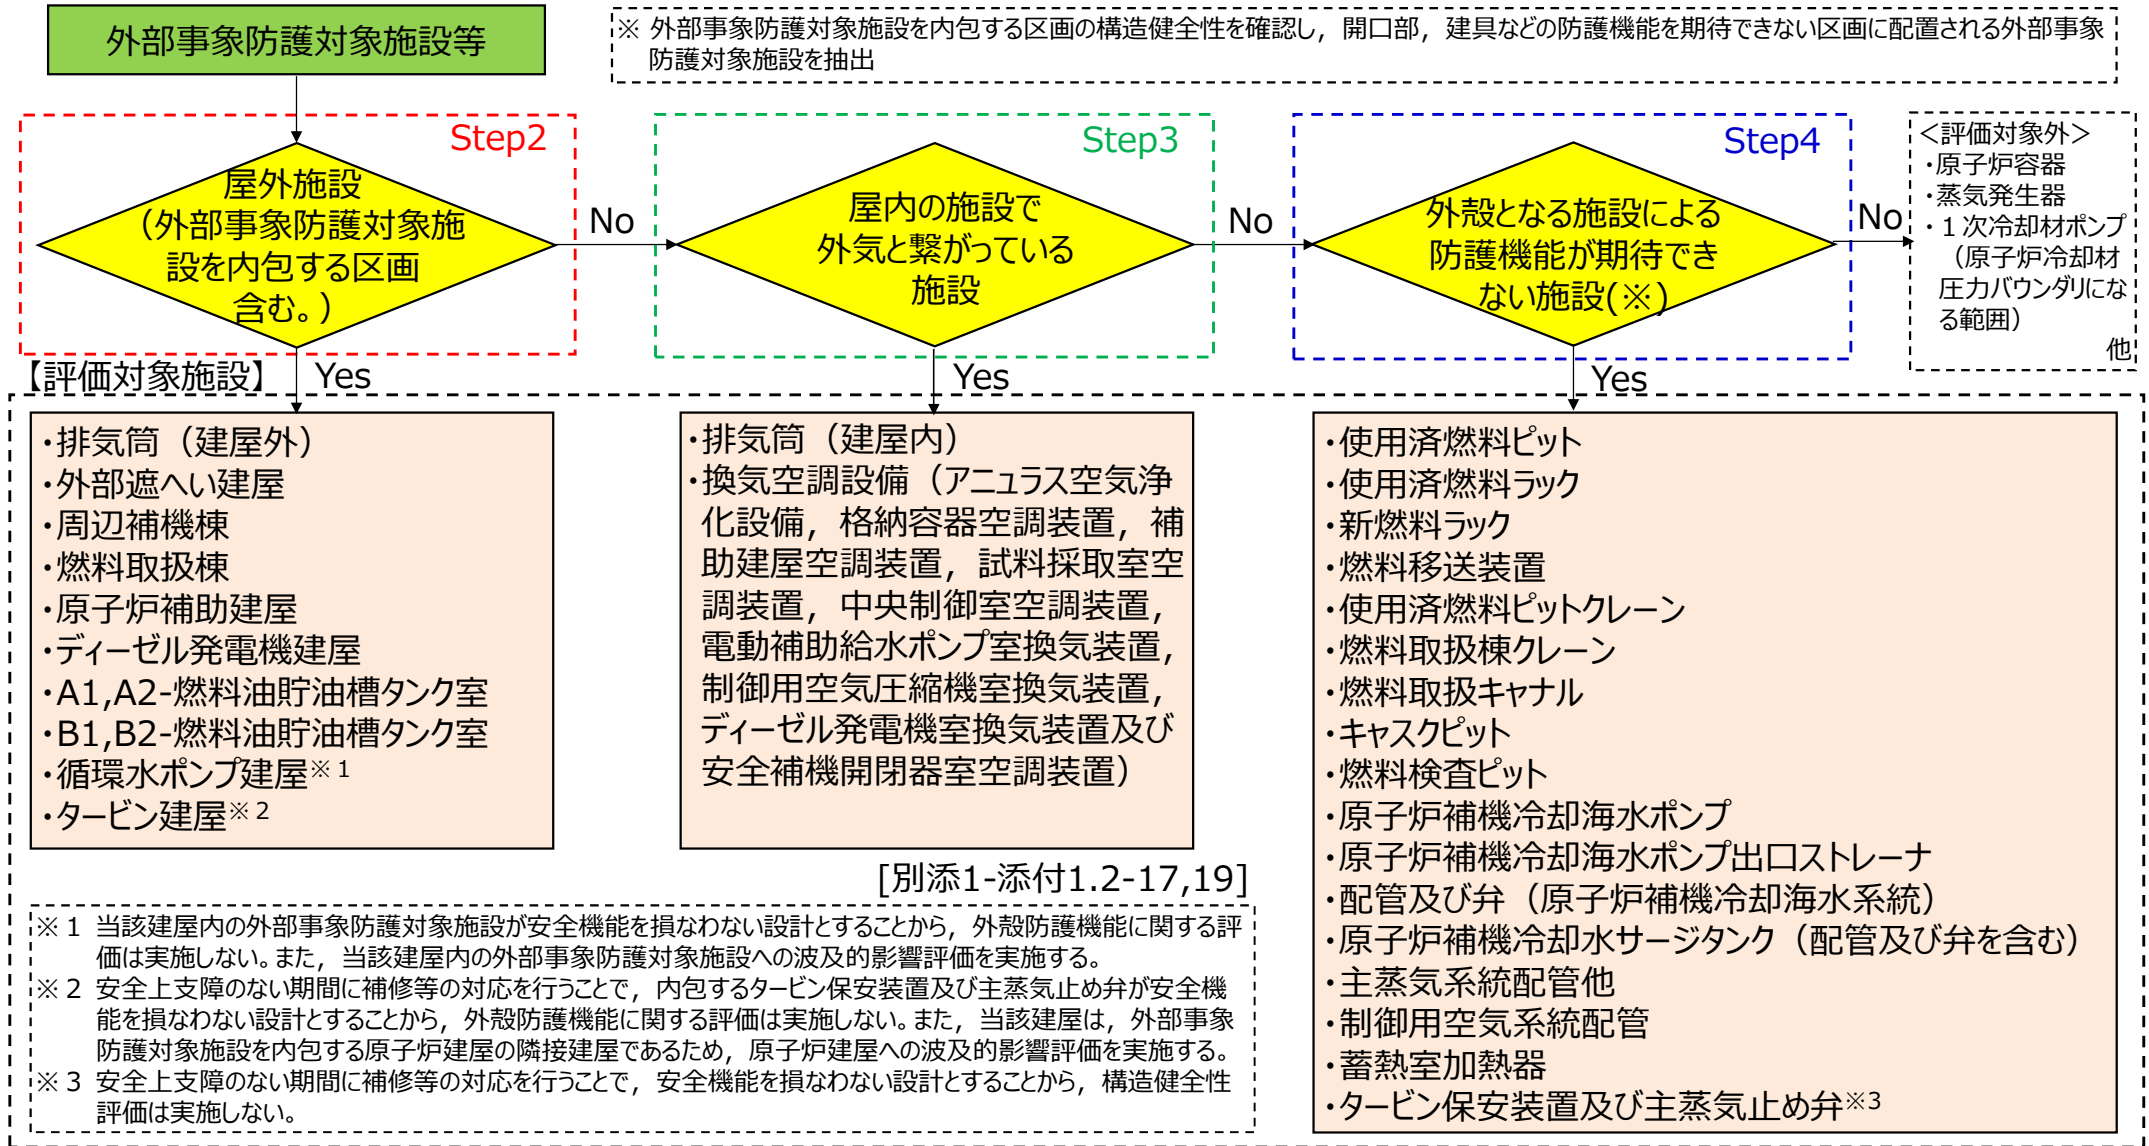 外部事象防護対象施設等
※ 外部事象防護対象施設を内包する区画の構造健全性を確認し，開口部，建具などの防護機能を期待できない区画に配置される外部事象
防護対象施設を抽出
Step2
屋外施設
（外部事象防護対象施
設を内包する区画
含む。）
No
Step3
屋内の施設で
外気と繋がっている
施設
No
Step4
外殻となる施設による
防護機能が期待でき
ない施設(※)
No
＜評価対象外＞
・原子炉容器
・蒸気発生器
・１次冷却材ポンプ
（原子炉冷却材
圧力バウンダリにな
る範囲）
他
【評価対象施設】
Yes
Yes
Yes
・排気筒（建屋外）
・外部遮へい建屋
・周辺補機棟
・燃料取扱棟
・原子炉補助建屋
・ディーゼル発電機建屋
・A1,A2-燃料油貯油槽タンク室
・B1,B2-燃料油貯油槽タンク室
・循環水ポンプ建屋※１
・タービン建屋※２
・排気筒（建屋内）
・換気空調設備（アニュラス空気浄
化設備，格納容器空調装置，補
助建屋空調装置，試料採取室空
調装置，中央制御室空調装置，
電動補助給水ポンプ室換気装置，
制御用空気圧縮機室換気装置，
ディーゼル発電機室換気装置及び
安全補機開閉器室空調装置）
・使用済燃料ピット
・使用済燃料ラック
・新燃料ラック
・燃料移送装置
・使用済燃料ピットクレーン
・燃料取扱棟クレーン
・燃料取扱キャナル
・キャスクピット
・燃料検査ピット
・原子炉補機冷却海水ポンプ
・原子炉補機冷却海水ポンプ出口ストレーナ
・配管及び弁（原子炉補機冷却海水系統）
・原子炉補機冷却水サージタンク（配管及び弁を含む）
・主蒸気系統配管他
・制御用空気系統配管
・蓄熱室加熱器
・タービン保安装置及び主蒸気止め弁※3
[別添1-添付1.2-17,19]
※１ 当該建屋内の外部事象防護対象施設が安全機能を損なわない設計とすることから，外殻防護機能に関する評
価は実施しない。また，当該建屋内の外部事象防護対象施設への波及的影響評価を実施する。
※２ 安全上支障のない期間に補修等の対応を行うことで，内包するタービン保安装置及び主蒸気止め弁が安全機
能を損なわない設計とすることから，外殻防護機能に関する評価は実施しない。また，当該建屋は，外部事象
防護対象施設を内包する原子炉建屋の隣接建屋であるため，原子炉建屋への波及的影響評価を実施する。
※３ 安全上支障のない期間に補修等の対応を行うことで，安全機能を損なわない設計とすることから，構造健全性
評価は実施しない。